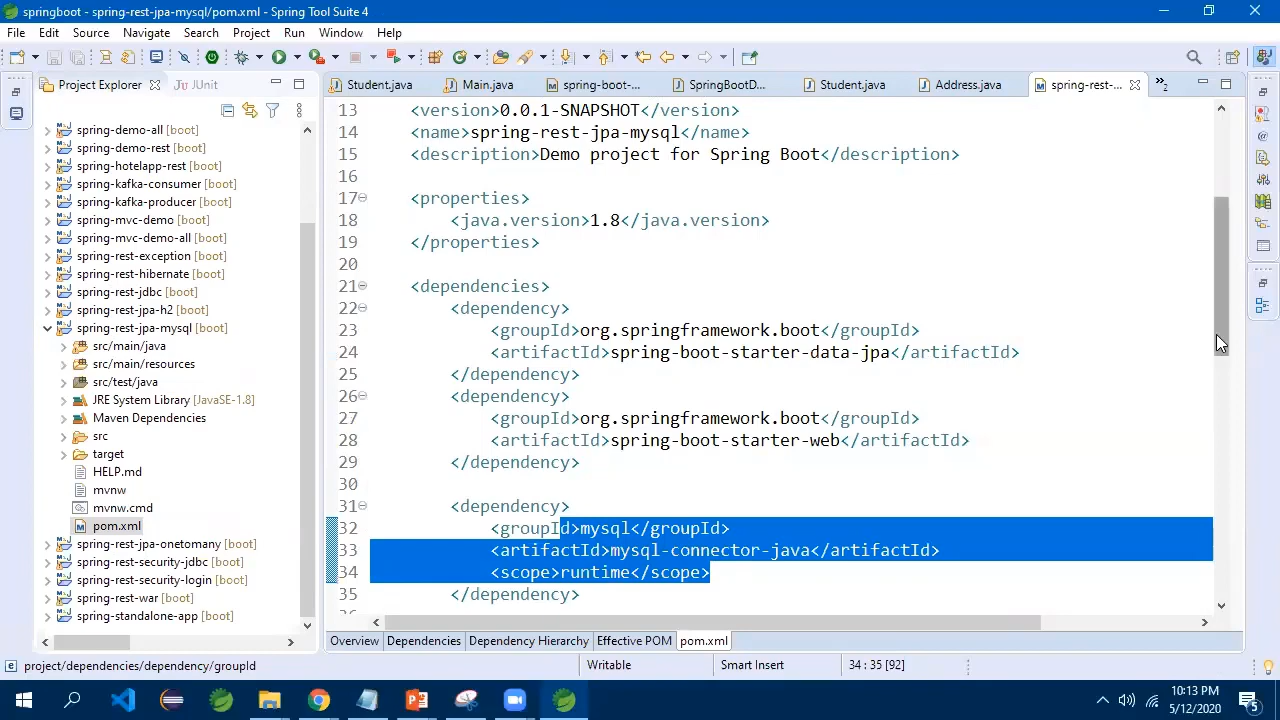 springboot - spring-rest-jpa-mysql/pom.xml - Spring Tool Suite 4
File Edit Source Navigate Search Project Run Window Help
Project Explorer JUnit
Student.java Main.java spring-boot-... SpringBootD... Student.java Address.java spring-rest-... 2
spring-demo-all [boot]
spring-demo-rest [boot]
spring-hotelapp-rest [boot]
spring-kafka-consumer [boot]
spring-kafka-producer [boot]
spring-mvc-demo [boot]
spring-mvc-demo-all [boot]
spring-rest-exception [boot]
spring-rest-hibernate [boot]
spring-rest-jdbc [boot]
spring-rest-jpa-h2 [boot]
spring-rest-jpa-mysql [boot]
src/main/java
src/main/resources
src/test/java
JRE System Library [JavaSE-1.8]
Maven Dependencies
src
target
HELP.md
mvnw
mvnw.cmd
pom.xml
spring-rest-jpa-onetomany [boot]
spring-rest-security-jdbc [boot]
spring-rest-security-login [boot]
spring-rest-war [boot]
spring-standalone-app [boot]
13 <version>0.0.1-SNAPSHOT</version>
14 <name>spring-rest-jpa-mysql</name>
15 <description>Demo project for Spring Boot</description>
16
17 <properties>
18 <java.version>1.8</java.version>
19 </properties>
20
21 <dependencies>
22 <dependency>
23 <groupId>org.springframework.boot</groupId>
24 <artifactId>spring-boot-starter-data-jpa</artifactId>
25 </dependency>
26 <dependency>
27 <groupId>org.springframework.boot</groupId>
28 <artifactId>spring-boot-starter-web</artifactId>
29 </dependency>
30
31 <dependency>
32 <groupId>mysql</groupId>
33 <artifactId>mysql-connector-java</artifactId>
34 <scope>runtime</scope>
35 </dependency>
Overview Dependencies Dependency Hierarchy Effective POM pom.xml
project/dependencies/dependency/groupId Writable Smart Insert 34 : 35 [92]
10:13 PM
5/12/2020
5